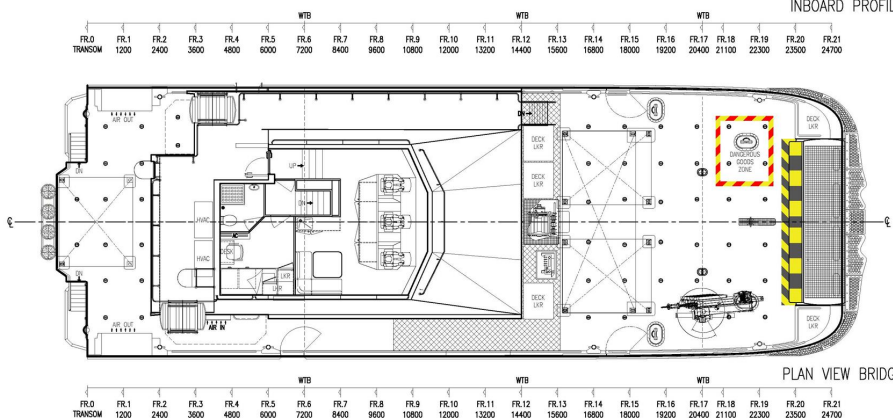 INBOARD PROFIL
WTB WTB WTB
FR.0 FR.1 FR.2 FR.3 FR.4 FR.5 FR.6 FR.7 FR.8 FR.9 FR.10 FR.11 FR.12 FR.13 FR.14 FR.15 FR.16 FR.17 FR.18 FR.19 FR.20 FR.21
TRANSOM 1200 2400 3600 4800 6000 7200 8400 9600 10800 12000 13200 14400 15600 16800 18000 19200 20400 21100 22300 23500 24700
AIR OUT
DN
DECK
LKR
DECK
LKR
DANGEROUS
GOODS
ZONE
UP
DN
DECK
LKR
DN
HVAC
AC
HVAC
DESK
LKR
LKR
DN
AIR OUT
AIR IN
DECK
LKR
DECK
LKR
PLAN VIEW BRIDG
WTB WTB WTB
FR.0 FR.1 FR.2 FR.3 FR.4 FR.5 FR.6 FR.7 FR.8 FR.9 FR.10 FR.11 FR.12 FR.13 FR.14 FR.15 FR.16 FR.17 FR.18 FR.19 FR.20 FR.21
TRANSOM 1200 2400 3600 4800 6000 7200 8400 9600 10800 12000 13200 14400 15600 16800 18000 19200 20400 21100 22300 23500 24700